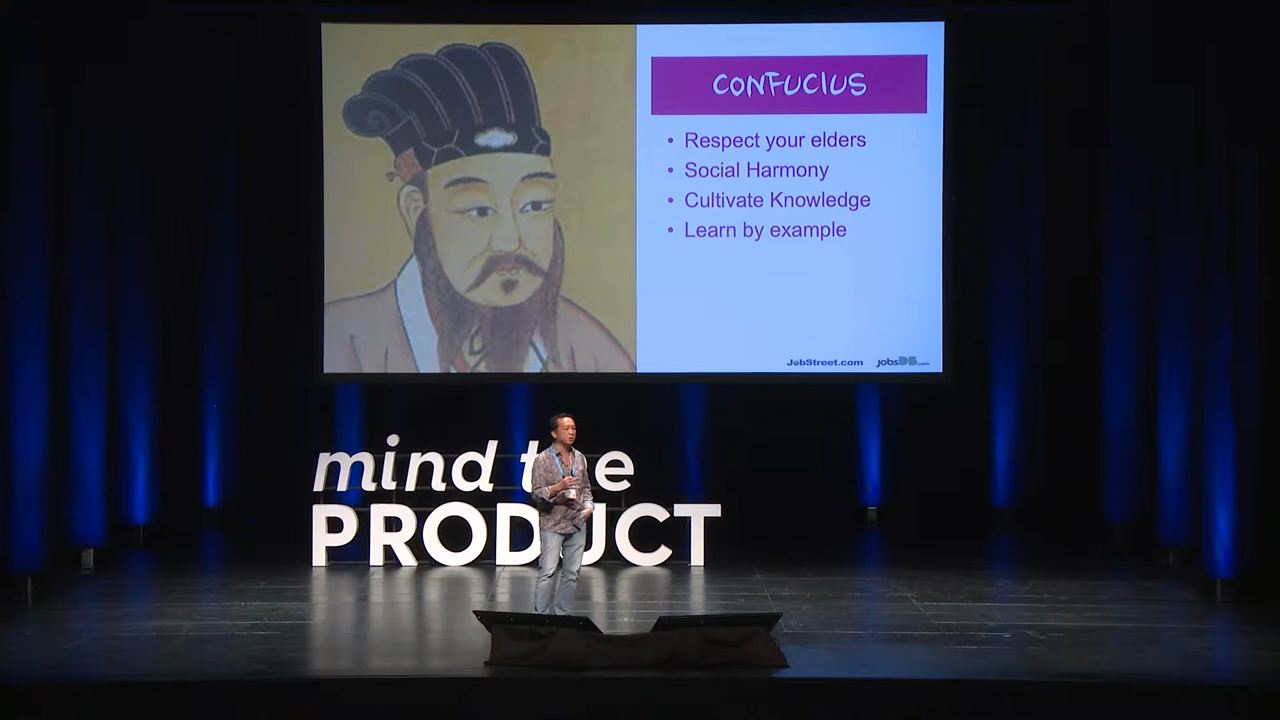 CONFUCIUS
• Respect your elders
• Social Harmony
• Cultivate Knowledge
• Learn by example
JobStreet.com jobsDB.com
mind the
PRODUCT